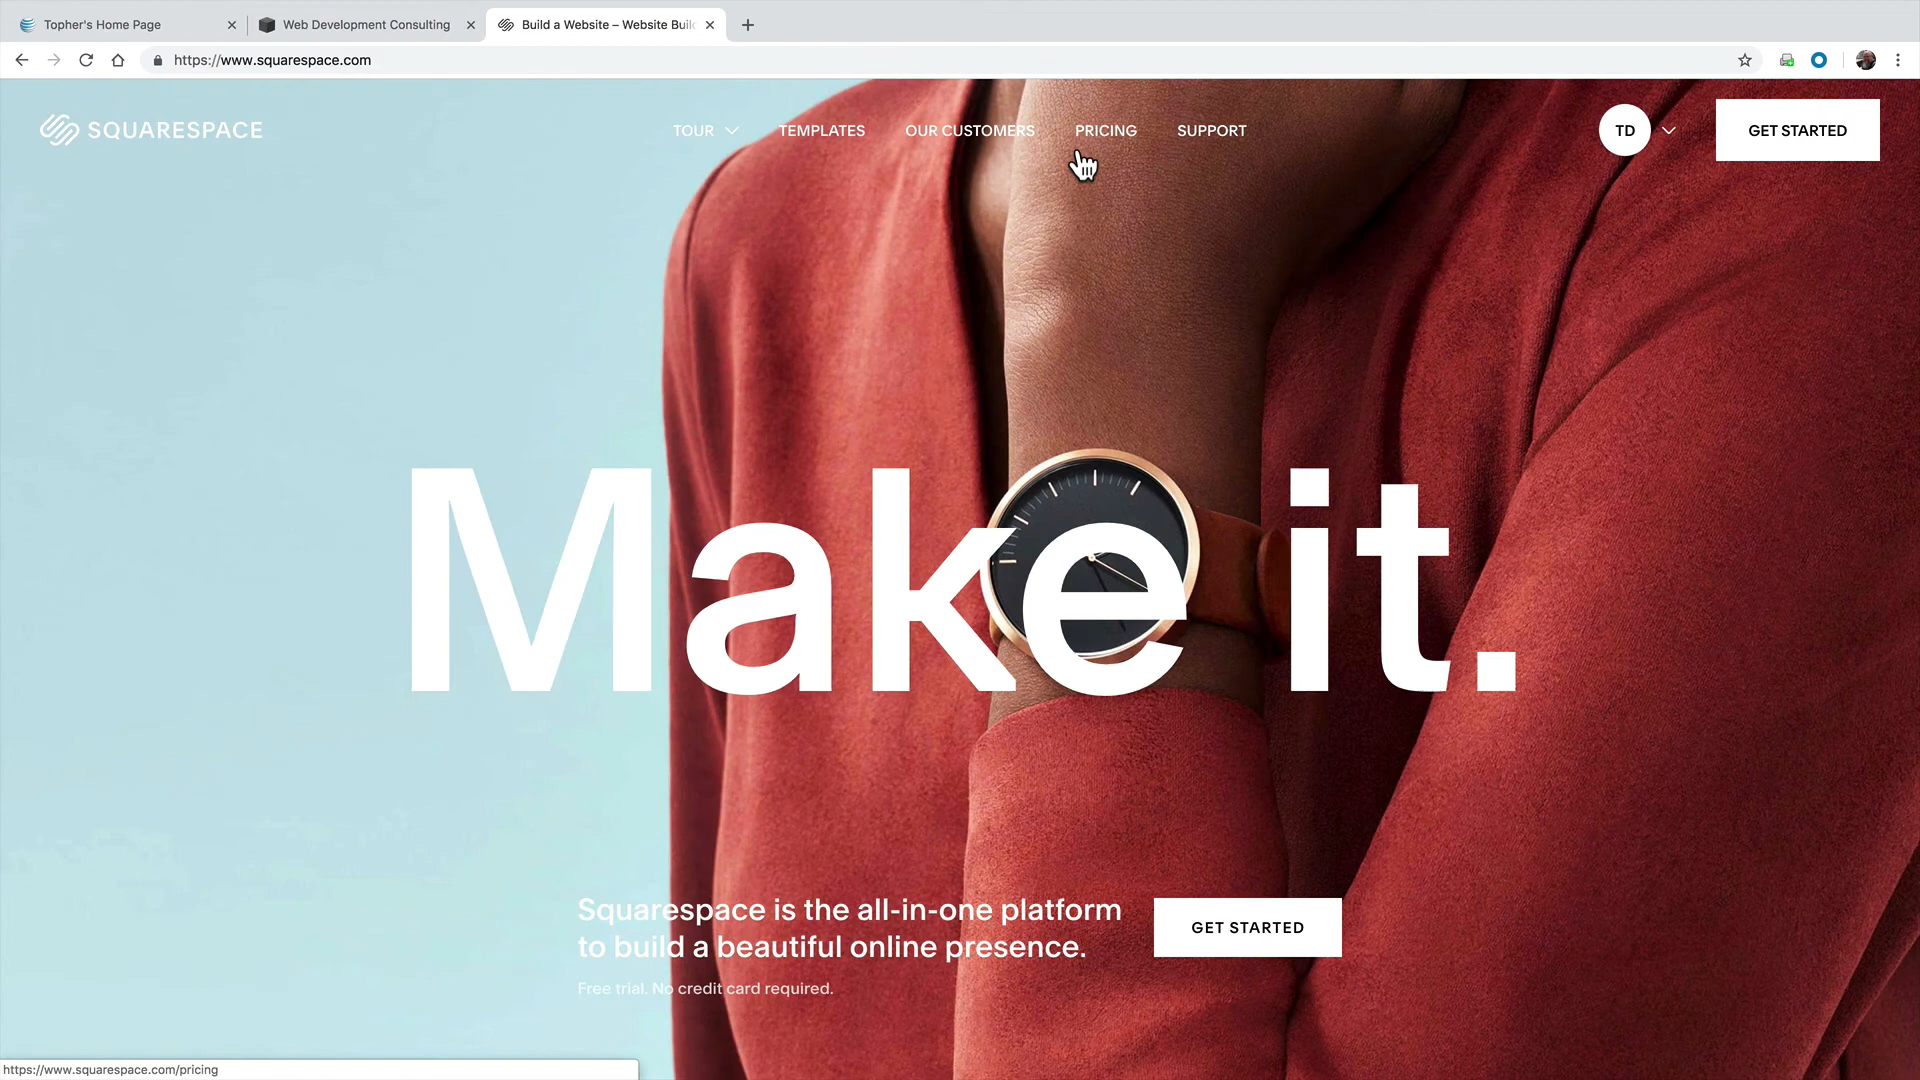 Topher's Home Page
Web Development Consulting
Build a Website – Website Buil
https://www.squarespace.com
SQUARESPACE
TOUR
TEMPLATES
OUR CUSTOMERS
PRICING
SUPPORT
TD
GET STARTED
Make it.
Squarespace is the all-in-one platform
to build a beautiful online presence.
GET STARTED
Free trial. No credit card required.
https://www.squarespace.com/pricing